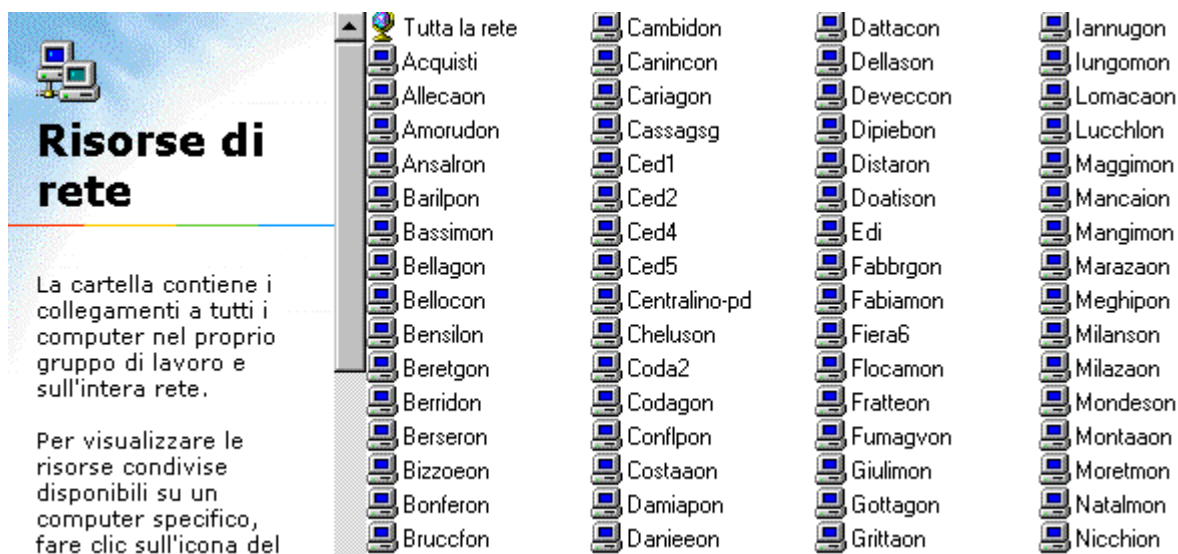 Risorse di
rete
La cartella contiene i
collegamenti a tutti i
computer nel proprio
gruppo di lavoro e
sull'intera rete.
Per visualizzare le
risorse condivise
disponibili su un
computer specifico,
fare clic sull'icona del
Tutta la rete
Acquisti
Allecaon
Amorudon
Ansalron
Barilpon
Bassimon
Bellagon
Bellocon
Bensilon
Beretgon
Berridon
Berseron
Bizzoeon
Bonferon
Bruccfon
Cambidon
Canincon
Cariagon
Cassagsg
Ced1
Ced2
Ced4
Ced5
Centralino-pd
Cheluson
Coda2
Codagon
Conflpon
Costaaon
Damiapon
Danieeon
Dattacon
Dellason
Deveccon
Dipiebon
Distaron
Doatison
Edi
Fabbrgon
Fabiamon
Fiera6
Flocamon
Fratteon
Fumagvon
Giulimon
Gottagon
Grittaon
Iannugon
Iungomon
Lomacaon
Lucchlon
Maggimon
Mancaion
Mangimon
Marazaon
Meghipon
Milanson
Milazaon
Mondeson
Montaaon
Moretmon
Natalmon
Nicchion